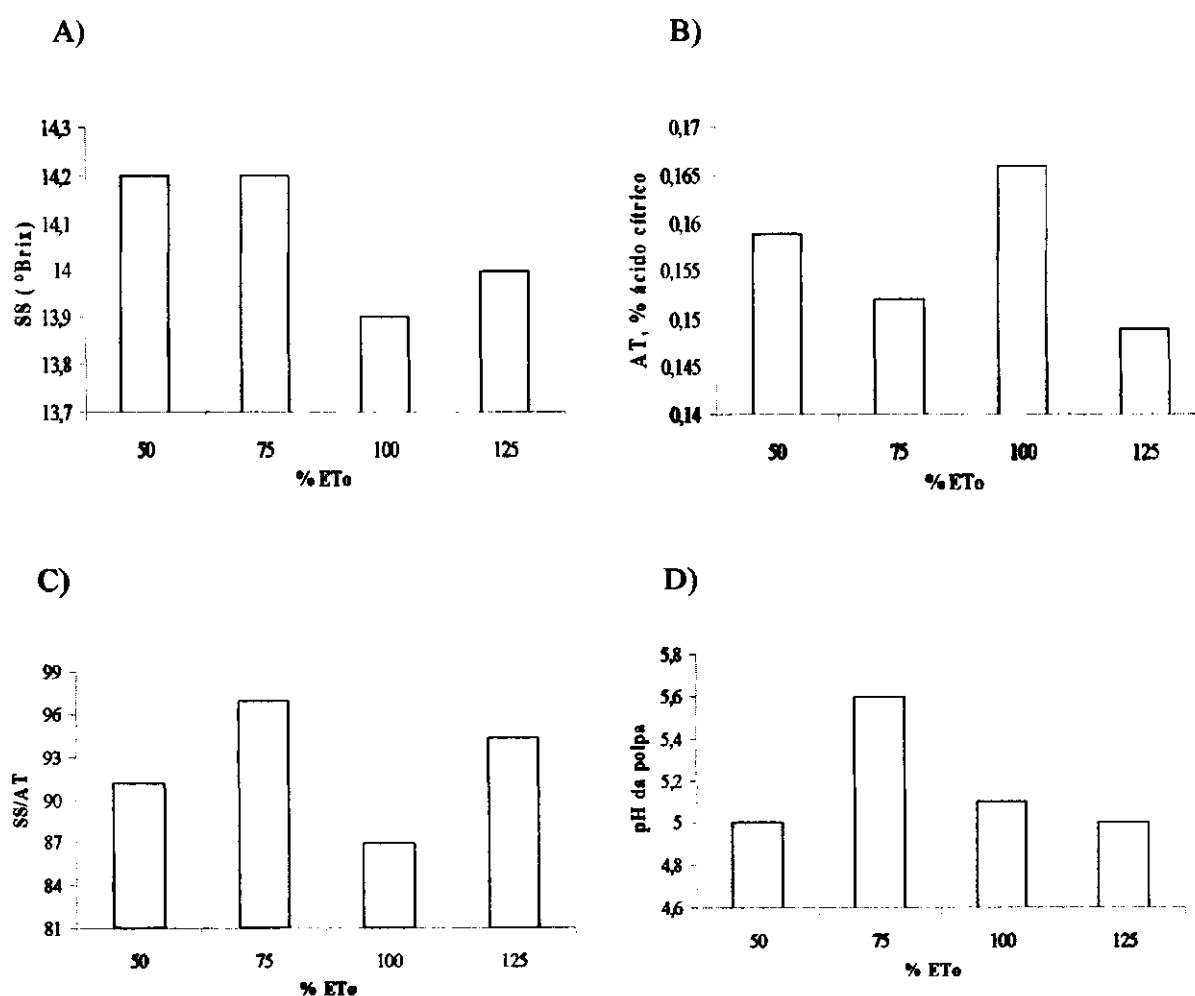 A)
SS ( ºBrix)
14,3
14,2
14,1
14
13,9
13,8
13,7
50 75 100 125
% ETo
B)
AT, % ácido cítrico
0,17
0,165
0,16
0,155
0,15
0,145
0,14
50 75 100 125
% ETo
C)
SS/AT
99
96
93
90
87
84
81
50 75 100 125
% ETo
D)
pH da polpa
5,8
5,6
5,4
5,2
5
4,8
4,6
50 75 100 125
% ETo